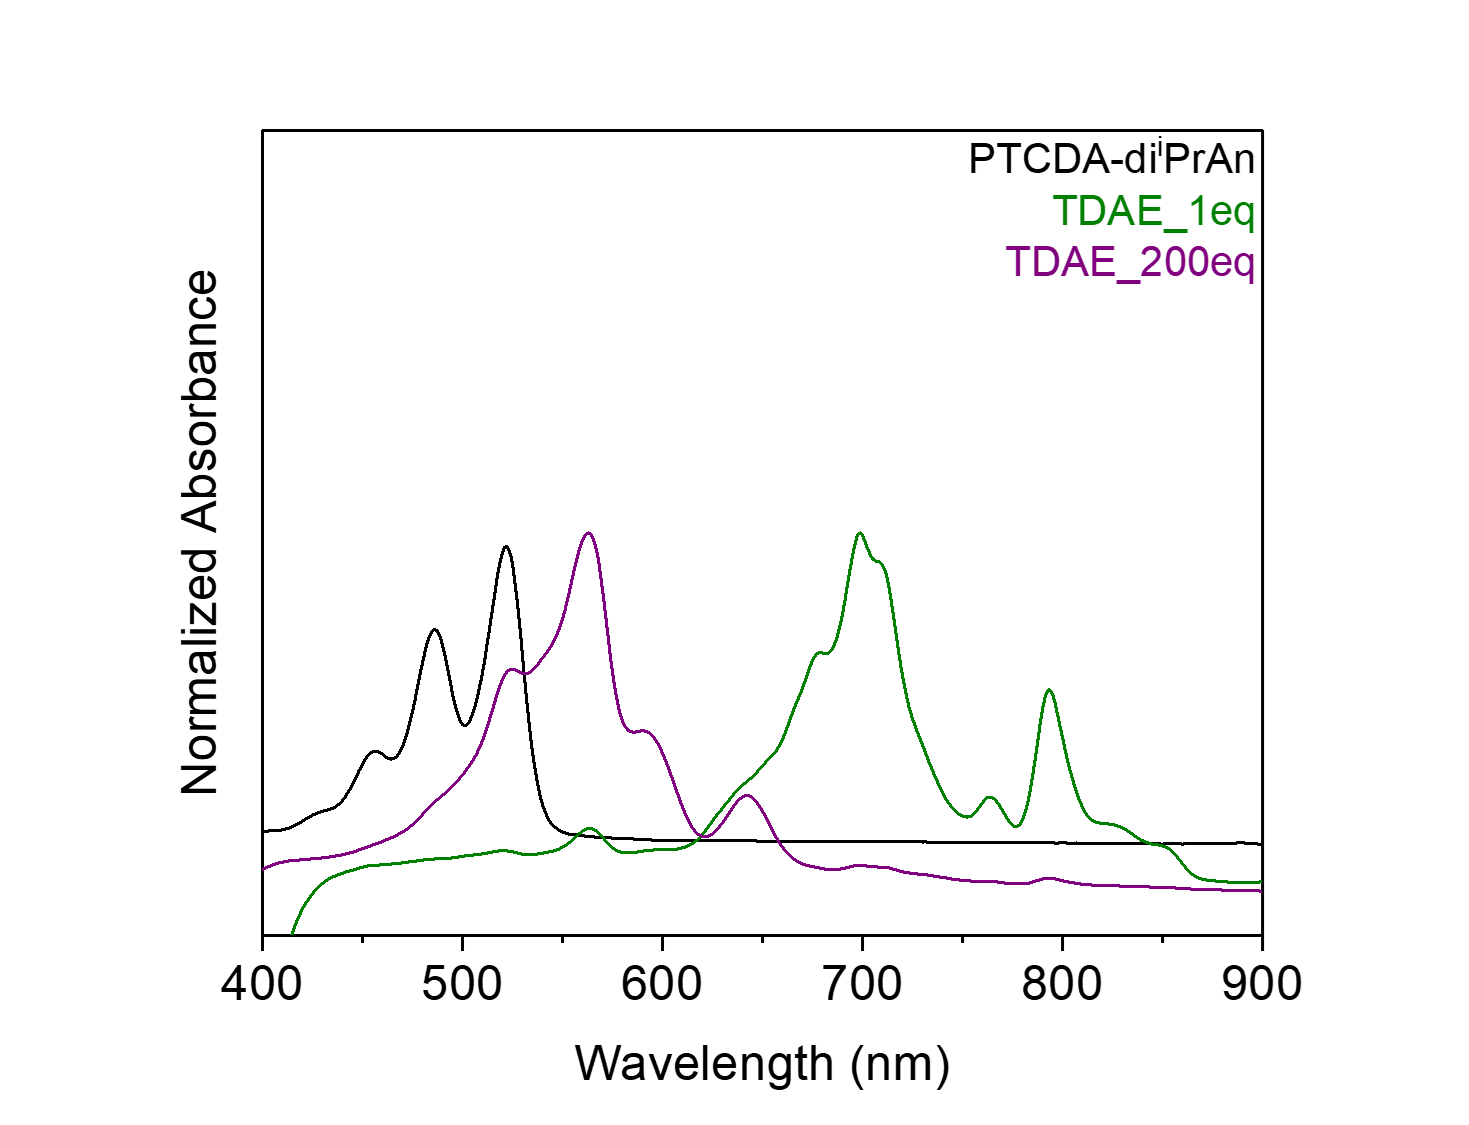 PTCDA-diⁱPrAn
TDAE_1eq
TDAE_200eq
Normalized Absorbance
400 500 600 700 800 900
Wavelength (nm)